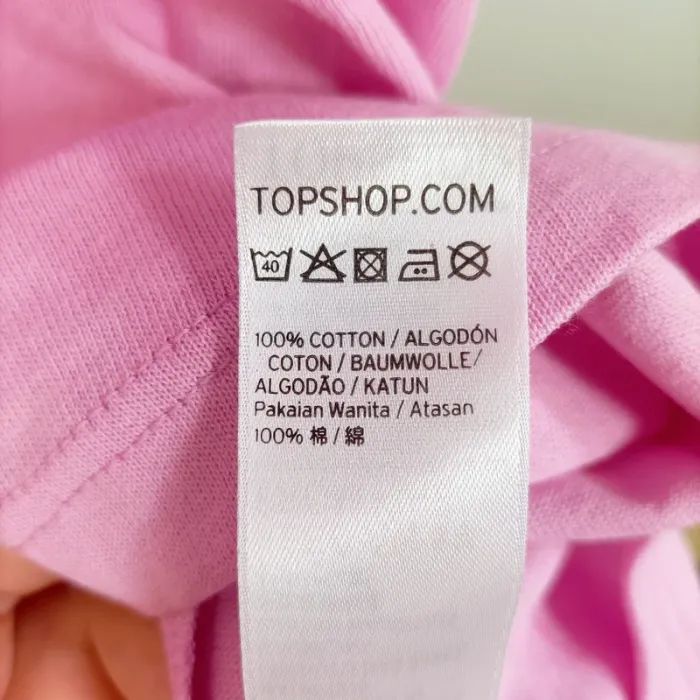 TOPSHOP.COM
40
100% COTTON / ALGODÓN
COTON / BAUMWOLLE/
ALGODÃO / KATUN
Pakaian Wanita / Atasan
100% 棉 / 綿